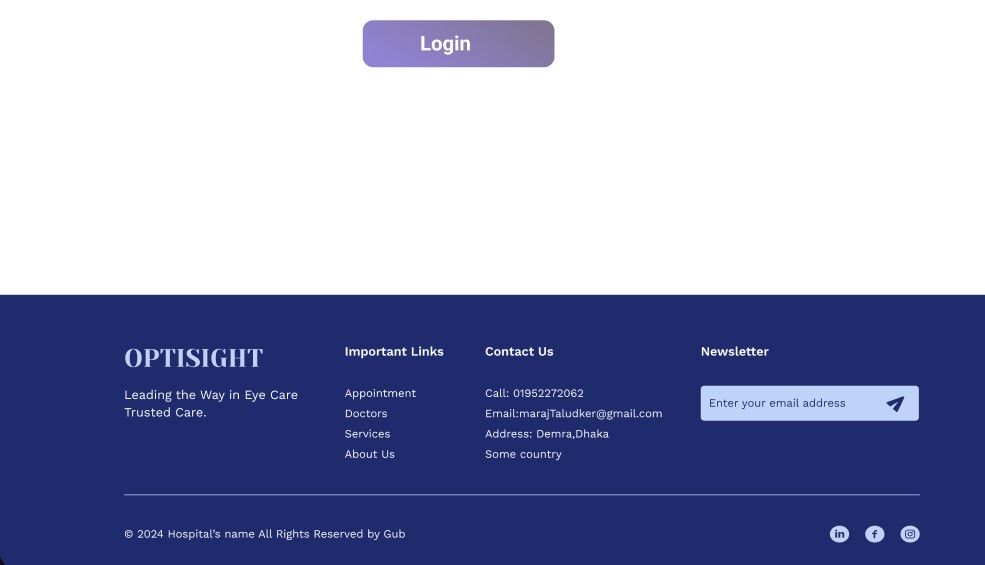 Login
OPTISIGHT
Leading the Way in Eye Care
Trusted Care.
Important Links
Appointment
Doctors
Services
About Us
Contact Us
Call: 01952272062
Email:marajTaludker@gmail.com
Address: Demra,Dhaka
Some country
Newsletter
Enter your email address
© 2024 Hospital’s name All Rights Reserved by Gub
in
f